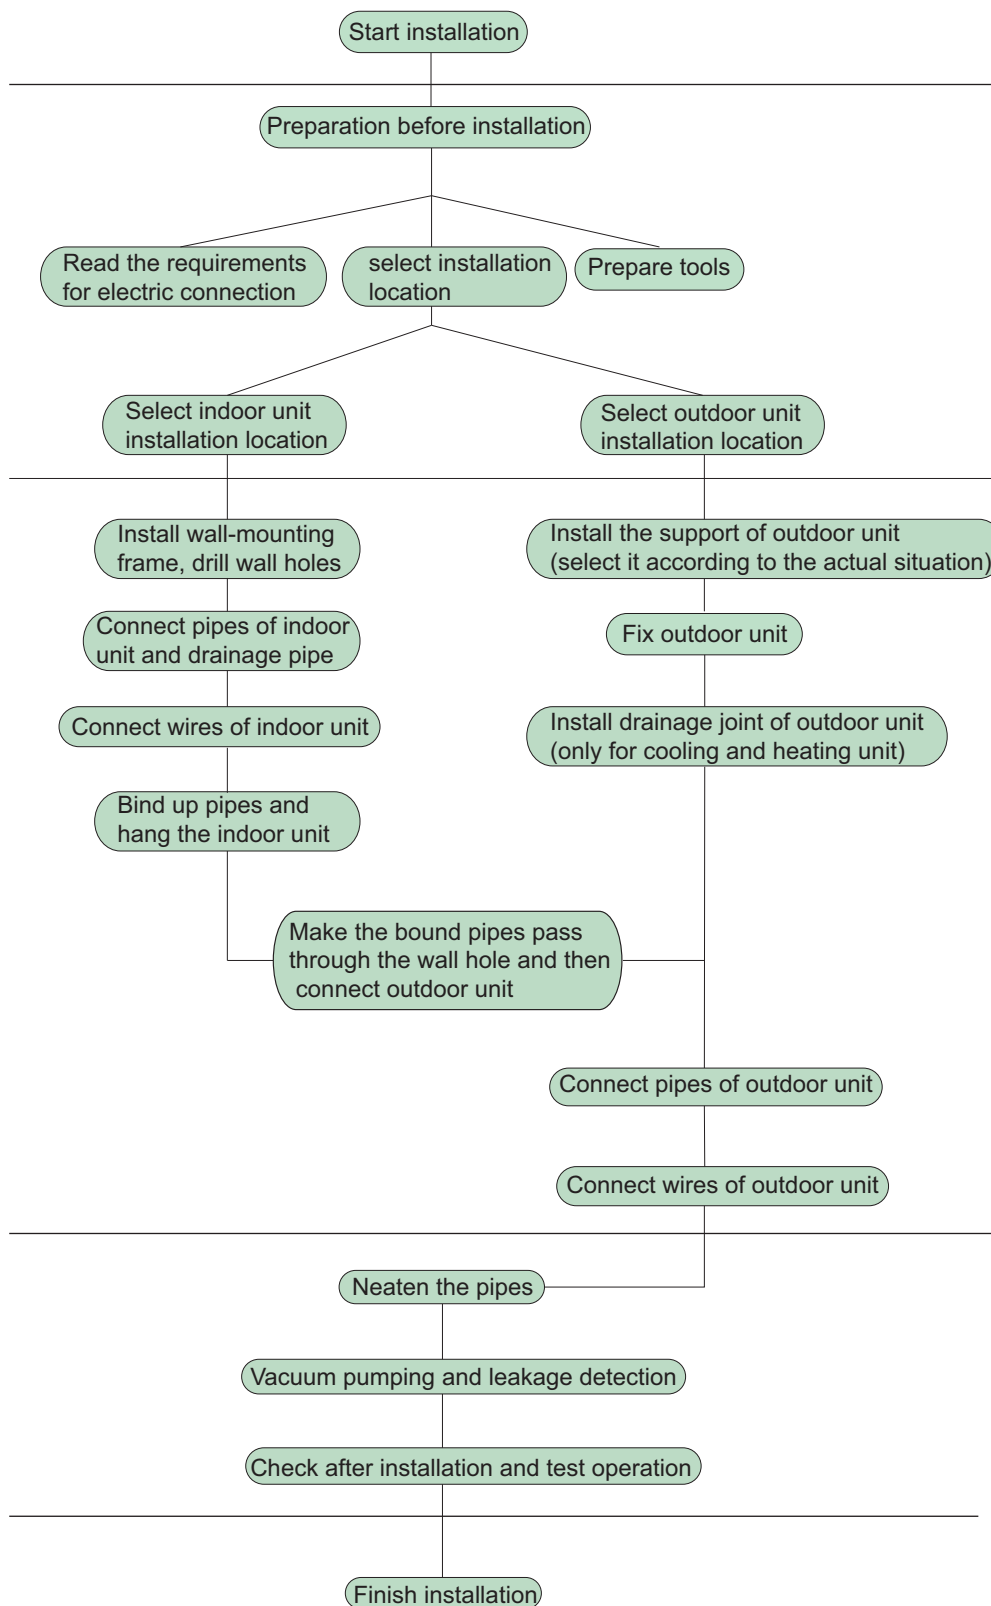 Start installation
Preparation before installation
Read the requirements
for electric connection
select installation
location
Prepare tools
Select indoor unit
installation location
Select outdoor unit
installation location
Install wall-mounting
frame, drill wall holes
Install the support of outdoor unit
(select it according to the actual situation)
Connect pipes of indoor
unit and drainage pipe
Fix outdoor unit
Connect wires of indoor unit
Install drainage joint of outdoor unit
(only for cooling and heating unit)
Bind up pipes and
hang the indoor unit
Make the bound pipes pass
through the wall hole and then
connect outdoor unit
Connect pipes of outdoor unit
Connect wires of outdoor unit
Neaten the pipes
Vacuum pumping and leakage detection
Check after installation and test operation
Finish installation